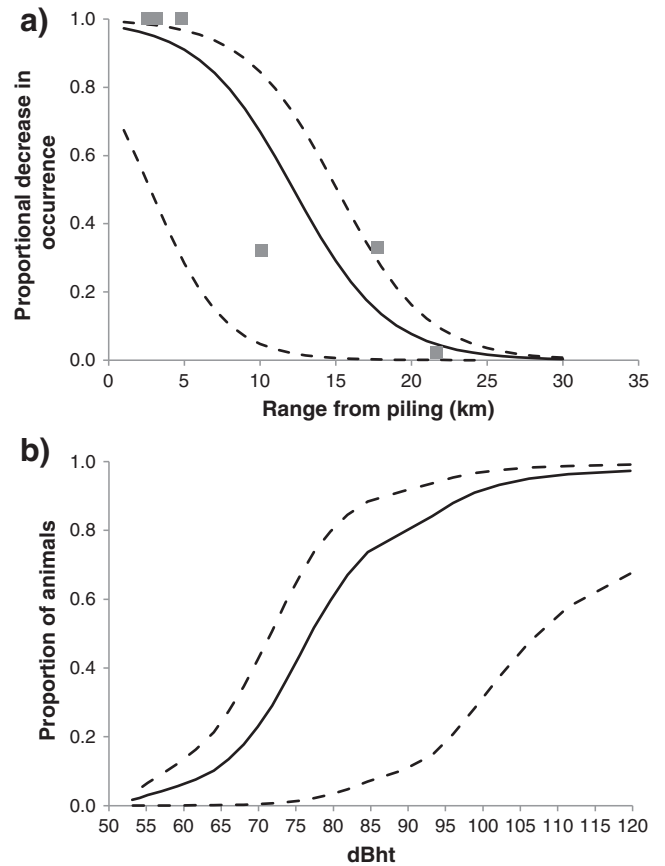 a)
Proportional decrease in
occurrence
1.0
0.8
0.6
0.4
0.2
0.0
0 5 10 15 20 25 30 35
Range from piling (km)
b)
Proportion of animals
1.0
0.8
0.6
0.4
0.2
0.0
50 55 60 65 70 75 80 85 90 95 100 105 110 115 120
dBht